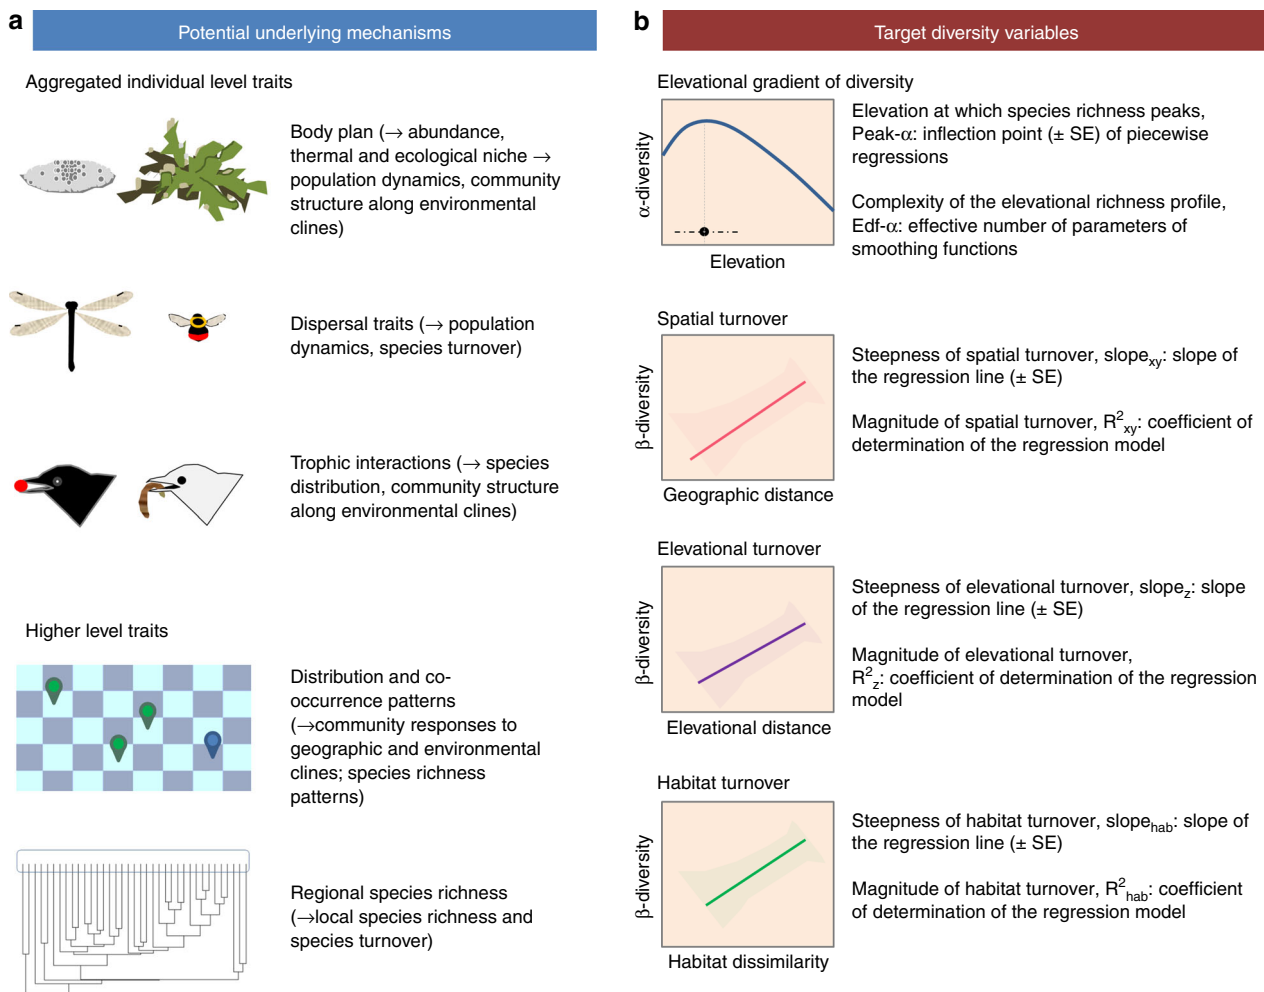 a
Potential underlying mechanisms
Aggregated individual level traits
Body plan (→ abundance,
thermal and ecological niche →
population dynamics, community
structure along environmental
clines)
Dispersal traits (→ population
dynamics, species turnover)
Trophic interactions (→ species
distribution, community structure
along environmental clines)
Higher level traits
Distribution and co-
occurrence patterns
(→community responses to
geographic and environmental
clines; species richness
patterns)
Regional species richness
(→local species richness and
species turnover)
b
Target diversity variables
Elevational gradient of diversity
α-diversity
Elevation
Elevation at which species richness peaks,
Peak-α: inflection point (± SE) of piecewise
regressions
Complexity of the elevational richness profile,
Edf-α: effective number of parameters of
smoothing functions
Spatial turnover
β-diversity
Geographic distance
Steepness of spatial turnover, slope_xy: slope of
the regression line (± SE)
Magnitude of spatial turnover, R²_xy: coefficient of
determination of the regression model
Elevational turnover
β-diversity
Elevational distance
Steepness of elevational turnover, slope_z: slope
of the regression line (± SE)
Magnitude of elevational turnover,
R²_z: coefficient of determination of the regression
model
Habitat turnover
β-diversity
Habitat dissimilarity
Steepness of habitat turnover, slope_hab: slope of
the regression line (± SE)
Magnitude of habitat turnover, R²_hab: coefficient
of determination of the regression model